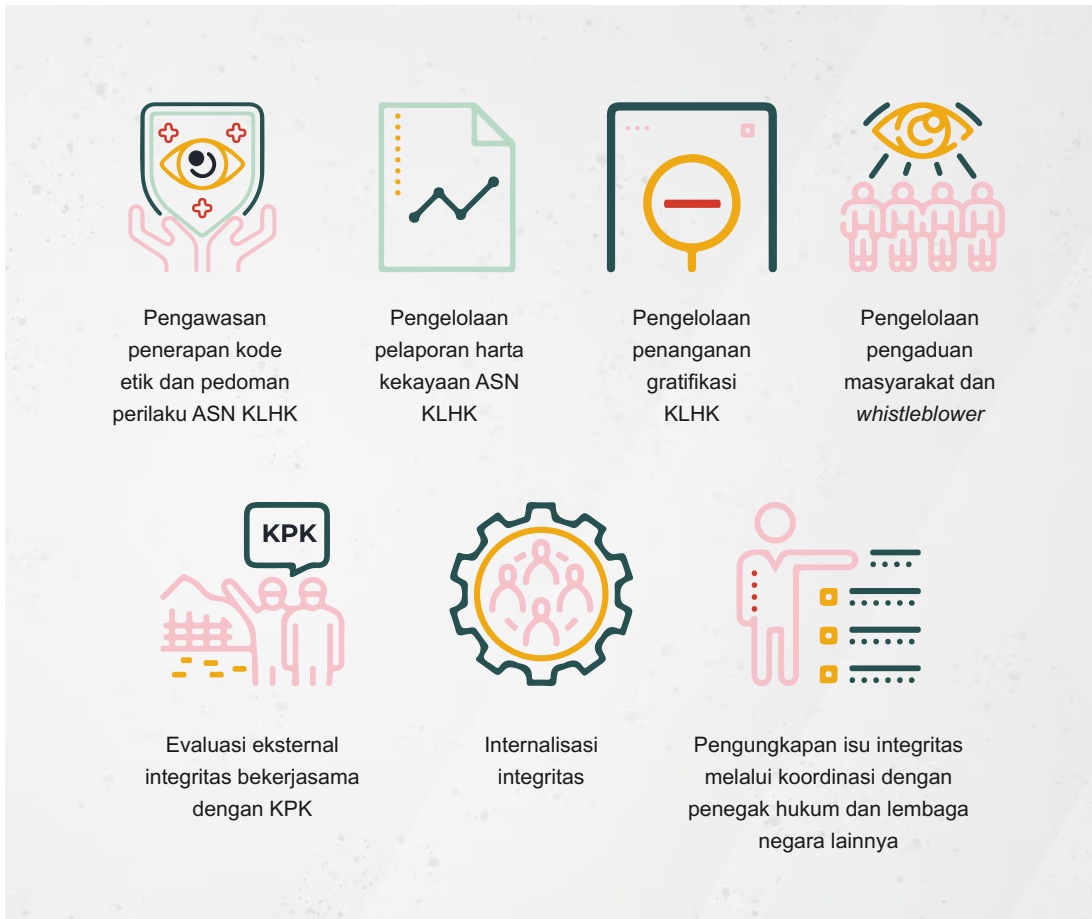 Pengawasan
penerapan kode
etik dan pedoman
perilaku ASN KLHK
Pengelolaan
pelaporan harta
kekayaan ASN
KLHK
Pengelolaan
penanganan
gratifikasi
KLHK
Pengelolaan
pengaduan
masyarakat dan
whistleblower
KPK
Evaluasi eksternal
integritas bekerjasama
dengan KPK
Internalisasi
integritas
Pengungkapan isu integritas
melalui koordinasi dengan
penegak hukum dan lembaga
negara lainnya